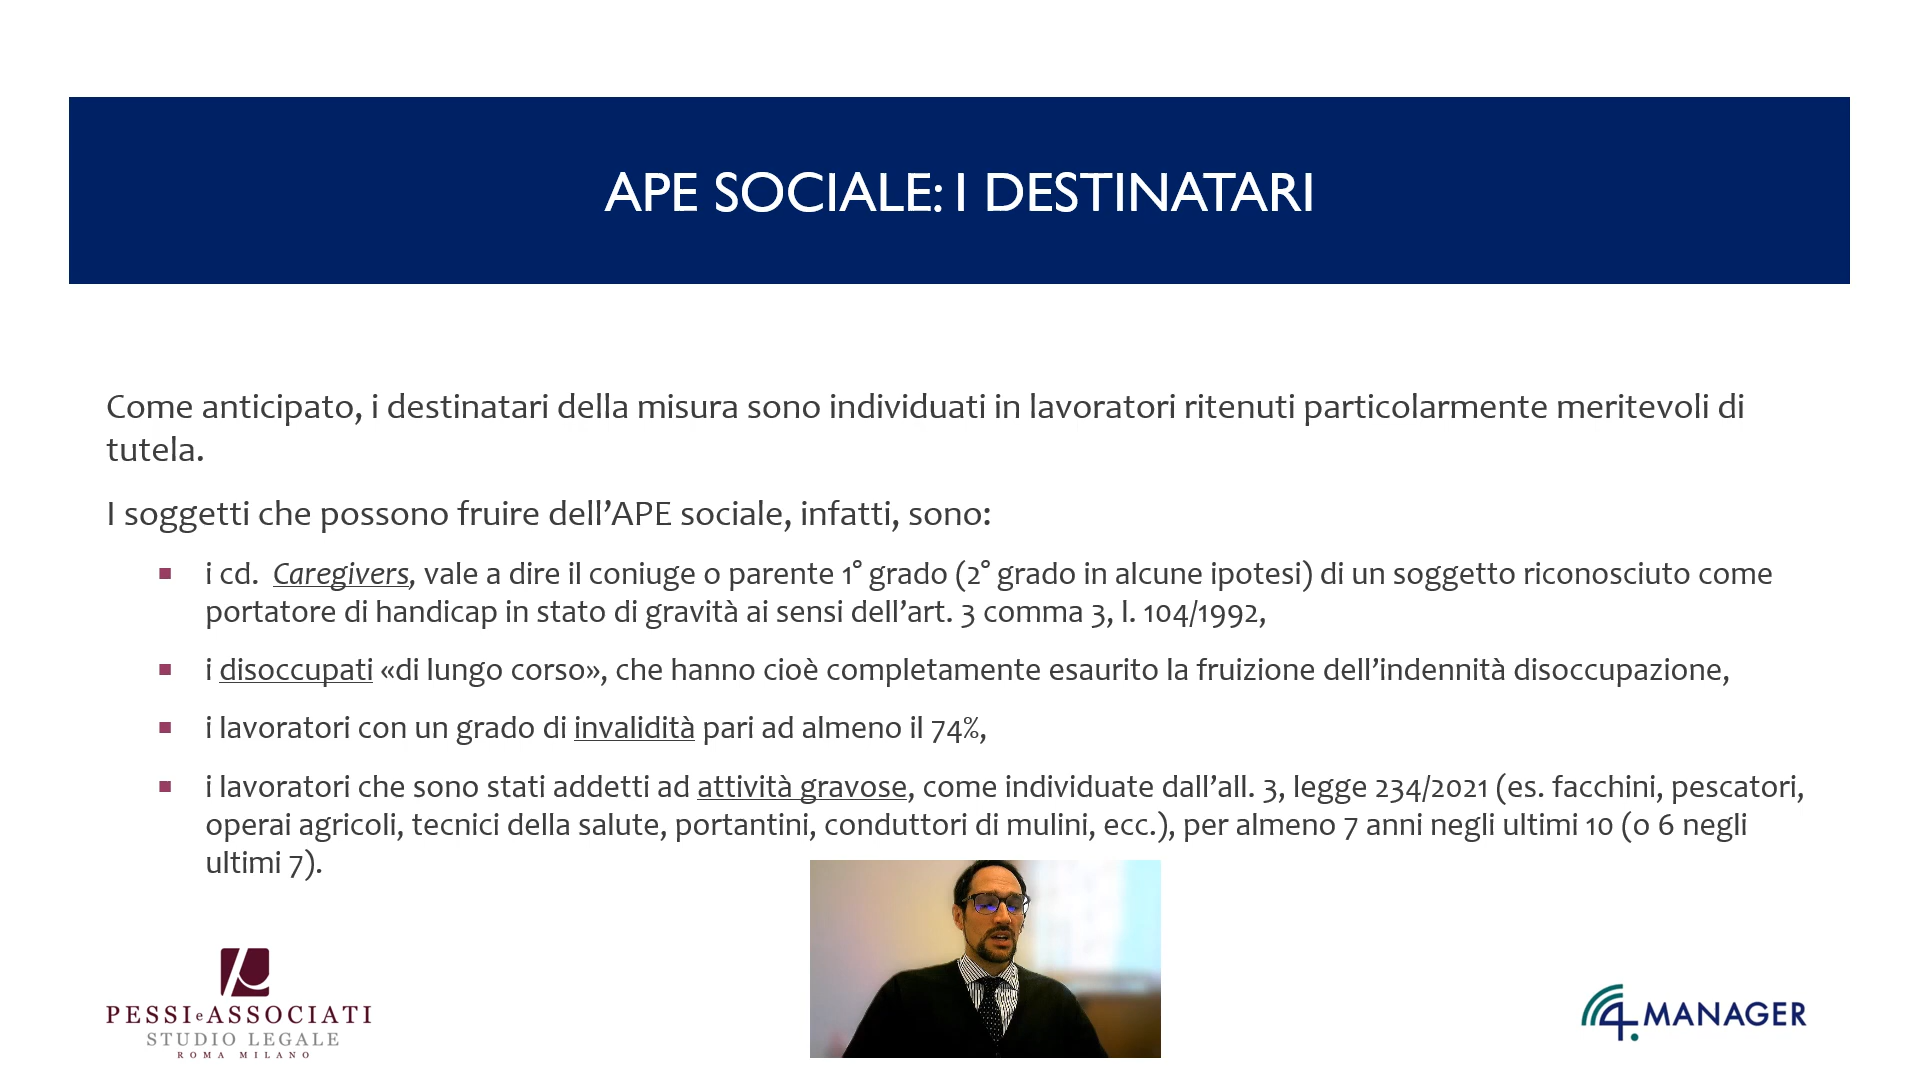 APE SOCIALE: I DESTINATARI
Come anticipato, i destinatari della misura sono individuati in lavoratori ritenuti particolarmente meritevoli di
tutela.
I soggetti che possono fruire dell’APE sociale, infatti, sono:
▪ i cd.  Caregivers, vale a dire il coniuge o parente 1° grado (2° grado in alcune ipotesi) di un soggetto riconosciuto come
portatore di handicap in stato di gravità ai sensi dell’art. 3 comma 3, l. 104/1992,
▪ i disoccupati «di lungo corso», che hanno cioè completamente esaurito la fruizione dell’indennità disoccupazione,
▪ i lavoratori con un grado di invalidità pari ad almeno il 74%,
▪ i lavoratori che sono stati addetti ad attività gravose, come individuate dall’all. 3, legge 234/2021 (es. facchini, pescatori,
operai agricoli, tecnici della salute, portantini, conduttori di mulini, ecc.), per almeno 7 anni negli ultimi 10 (o 6 negli
ultimi 7).
PESSI e ASSOCIATI
STUDIO LEGALE
ROMA MILANO
4.MANAGER